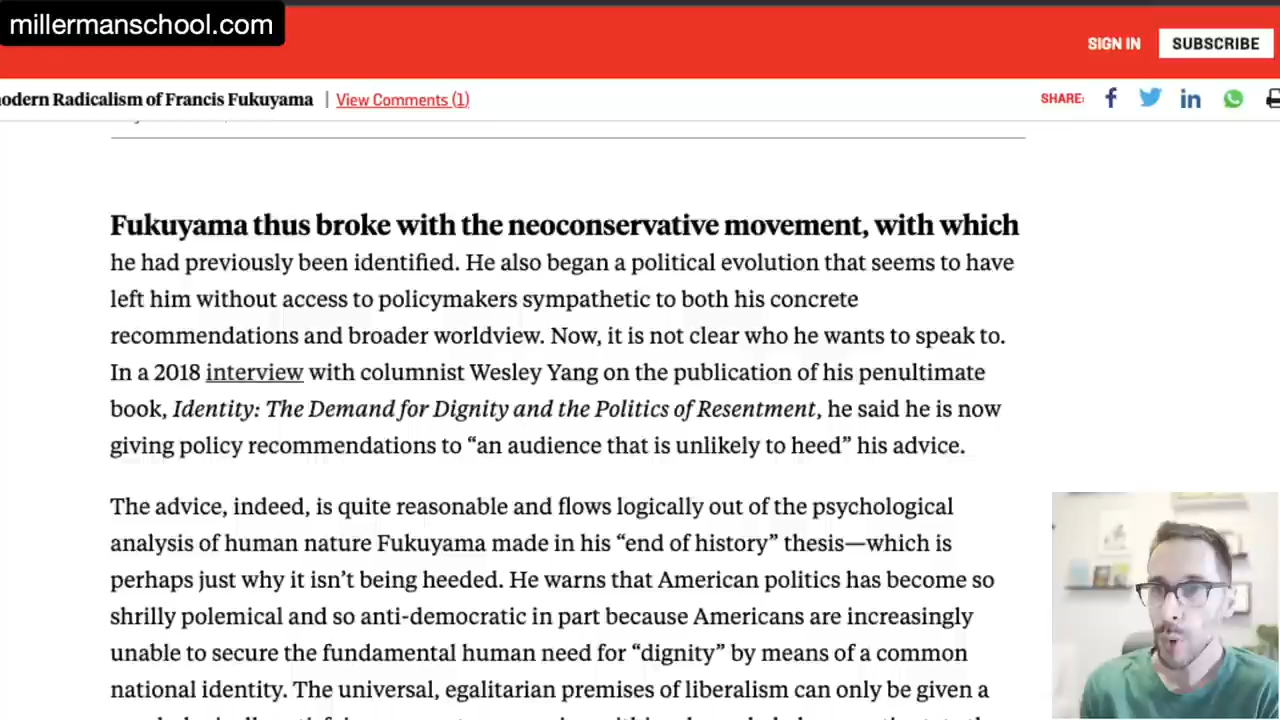 millermanschool.com
SIGN IN
SUBSCRIBE
odern Radicalism of Francis Fukuyama | View Comments (1)
SHARE:
Fukuyama thus broke with the neoconservative movement, with which
he had previously been identified. He also began a political evolution that seems to have
left him without access to policymakers sympathetic to both his concrete
recommendations and broader worldview. Now, it is not clear who he wants to speak to.
In a 2018 interview with columnist Wesley Yang on the publication of his penultimate
book, Identity: The Demand for Dignity and the Politics of Resentment, he said he is now
giving policy recommendations to “an audience that is unlikely to heed” his advice.
The advice, indeed, is quite reasonable and flows logically out of the psychological
analysis of human nature Fukuyama made in his “end of history” thesis—which is
perhaps just why it isn’t being heeded. He warns that American politics has become so
shrilly polemical and so anti-democratic in part because Americans are increasingly
unable to secure the fundamental human need for “dignity” by means of a common
national identity. The universal, egalitarian premises of liberalism can only be given a